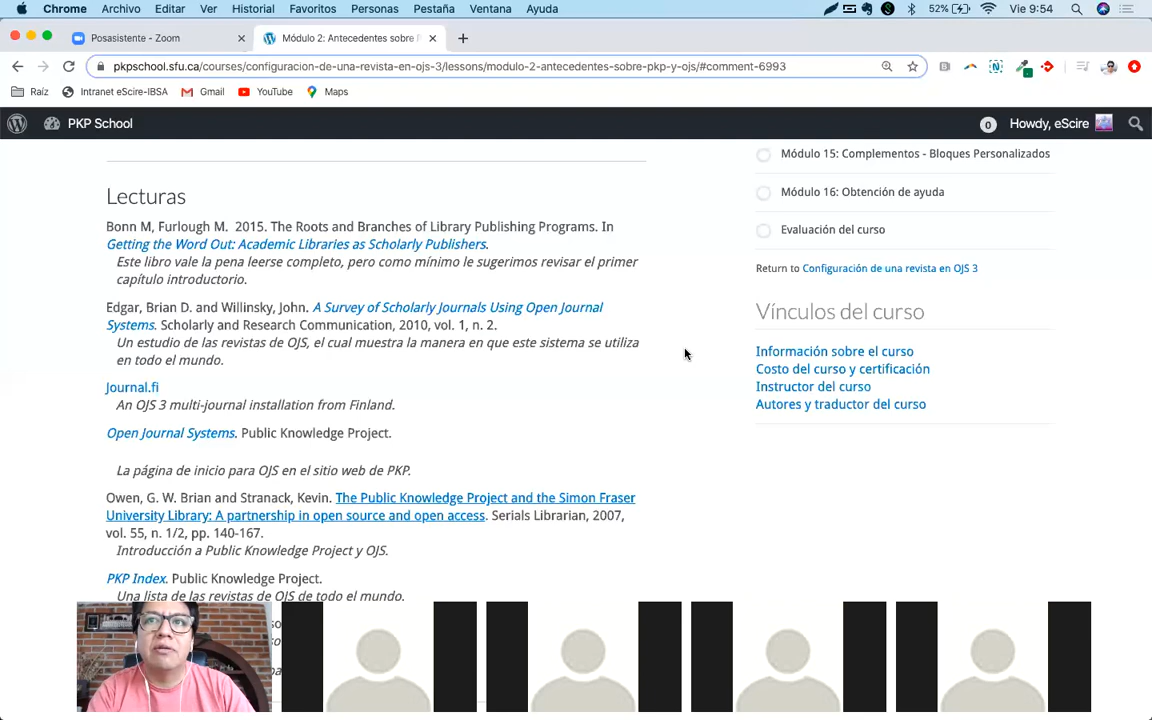 Chrome Archivo Editar Ver Historial Favoritos Personas Pestaña Ventana Ayuda 52% Vie 9:54
Posasistente - Zoom Módulo 2: Antecedentes sobre
pkpschool.sfu.ca/courses/configuracion-de-una-revista-en-ojs-3/lessons/modulo-2-antecedentes-sobre-pkp-y-ojs/#comment-6993
Raíz Intranet eScire-IBSA Gmail YouTube Maps
PKP School 0 Howdy, eScire
Lecturas
Bonn M, Furlough M. 2015. The Roots and Branches of Library Publishing Programs. In
Getting the Word Out: Academic Libraries as Scholarly Publishers.
Este libro vale la pena leerse completo, pero como mínimo le sugerimos revisar el primer
capítulo introductorio.
Edgar, Brian D. and Willinsky, John. A Survey of Scholarly Journals Using Open Journal
Systems. Scholarly and Research Communication, 2010, vol. 1, n. 2.
Un estudio de las revistas de OJS, el cual muestra la manera en que este sistema se utiliza
en todo el mundo.
Journal.fi
An OJS 3 multi-journal installation from Finland.
Open Journal Systems. Public Knowledge Project.
La página de inicio para OJS en el sitio web de PKP.
Owen, G. W. Brian and Stranack, Kevin. The Public Knowledge Project and the Simon Fraser
University Library: A partnership in open source and open access. Serials Librarian, 2007,
vol. 55, n. 1/2, pp. 140-167.
Introducción a Public Knowledge Project y OJS.
PKP Index. Public Knowledge Project.
Una lista de las revistas de OJS de todo el mundo.
Módulo 15: Complementos - Bloques Personalizados
Módulo 16: Obtención de ayuda
Evaluación del curso
Return to Configuración de una revista en OJS 3
Vínculos del curso
Información sobre el curso
Costo del curso y certificación
Instructor del curso
Autores y traductor del curso